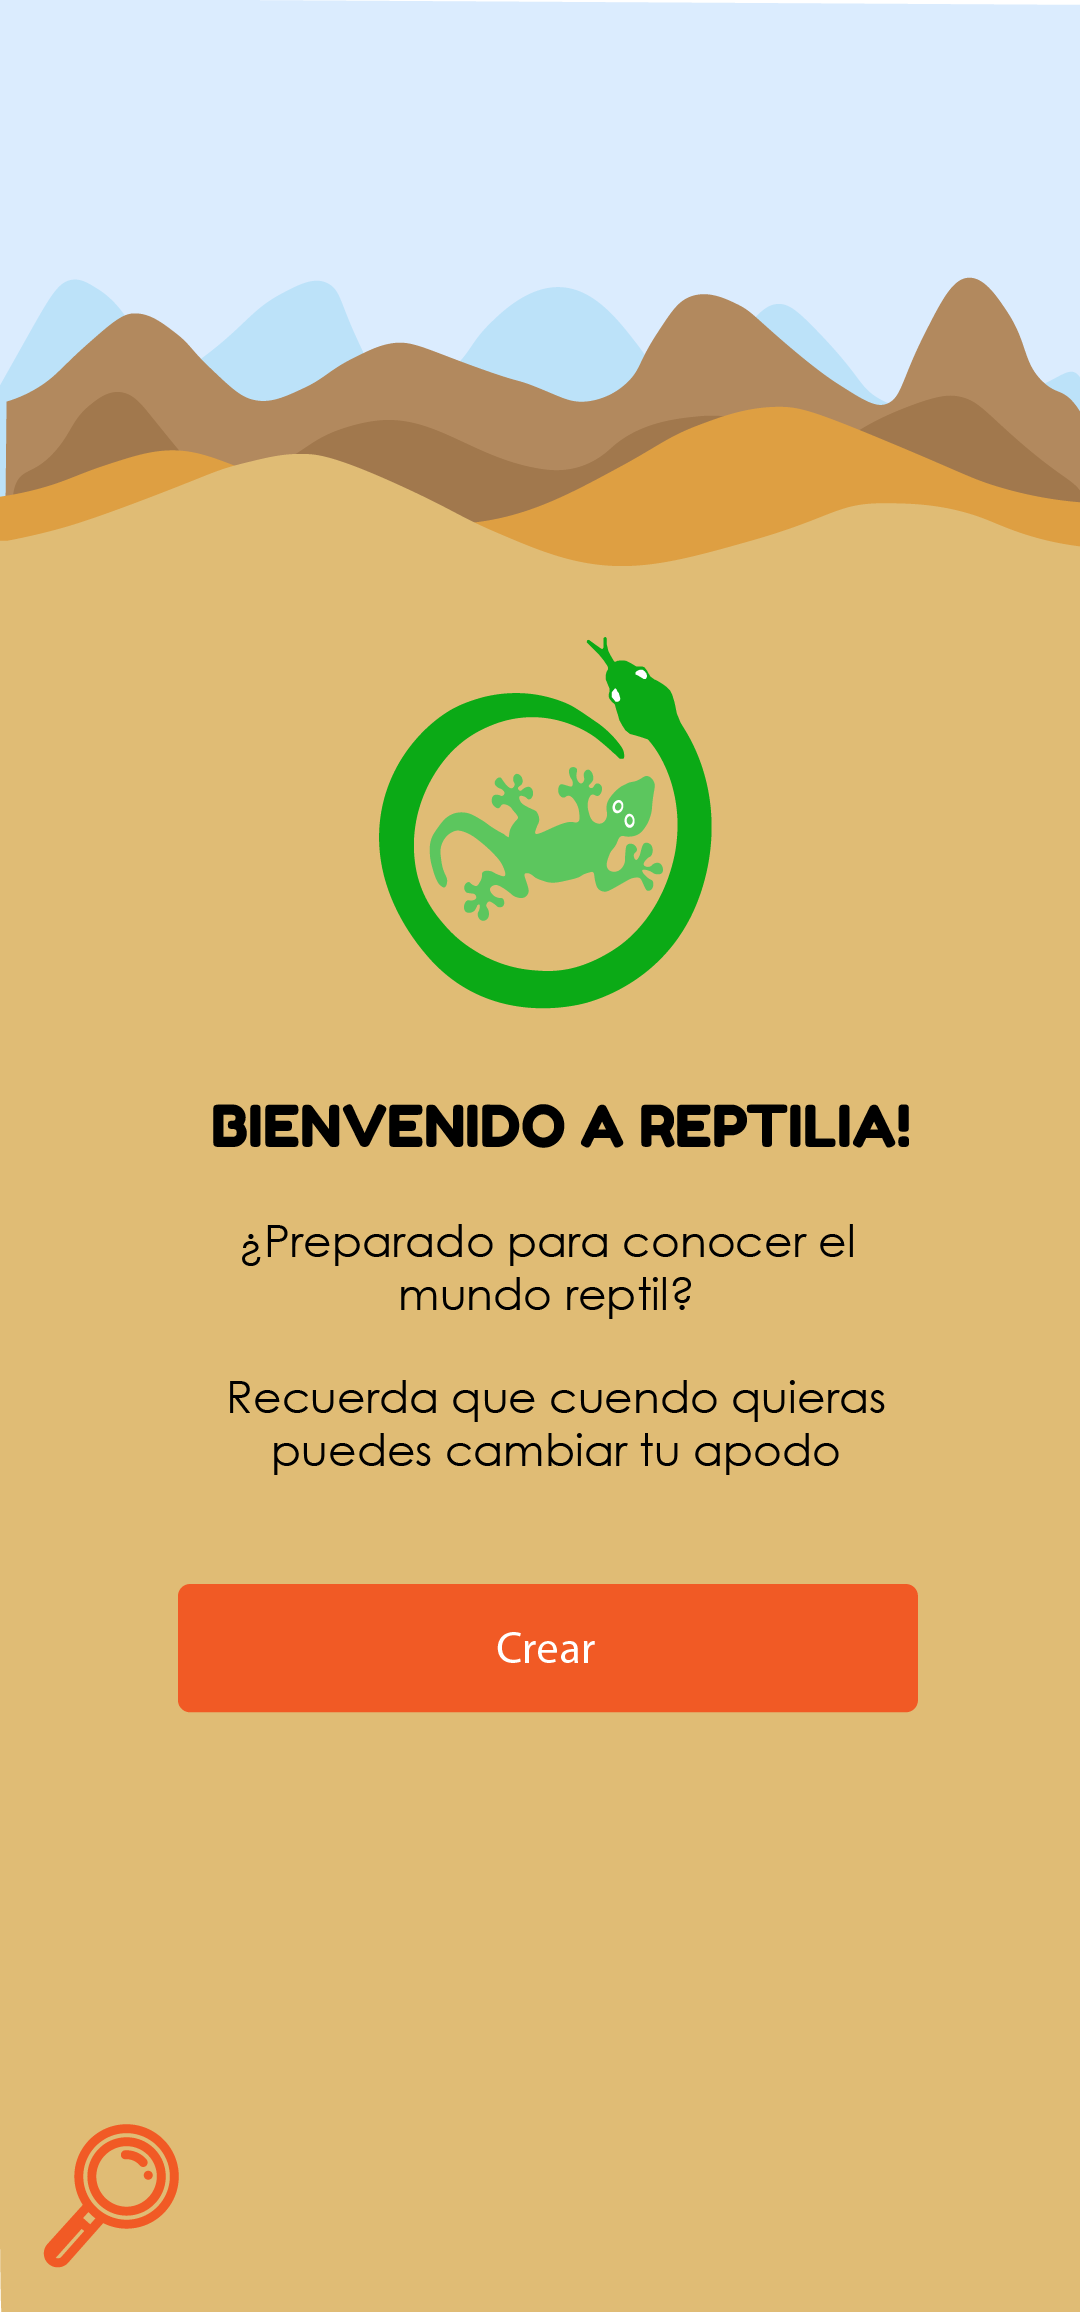 BIENVENIDO A REPTILIA!
¿Preparado para conocer el
mundo reptil?
Recuerda que cuendo quieras
puedes cambiar tu apodo
Crear